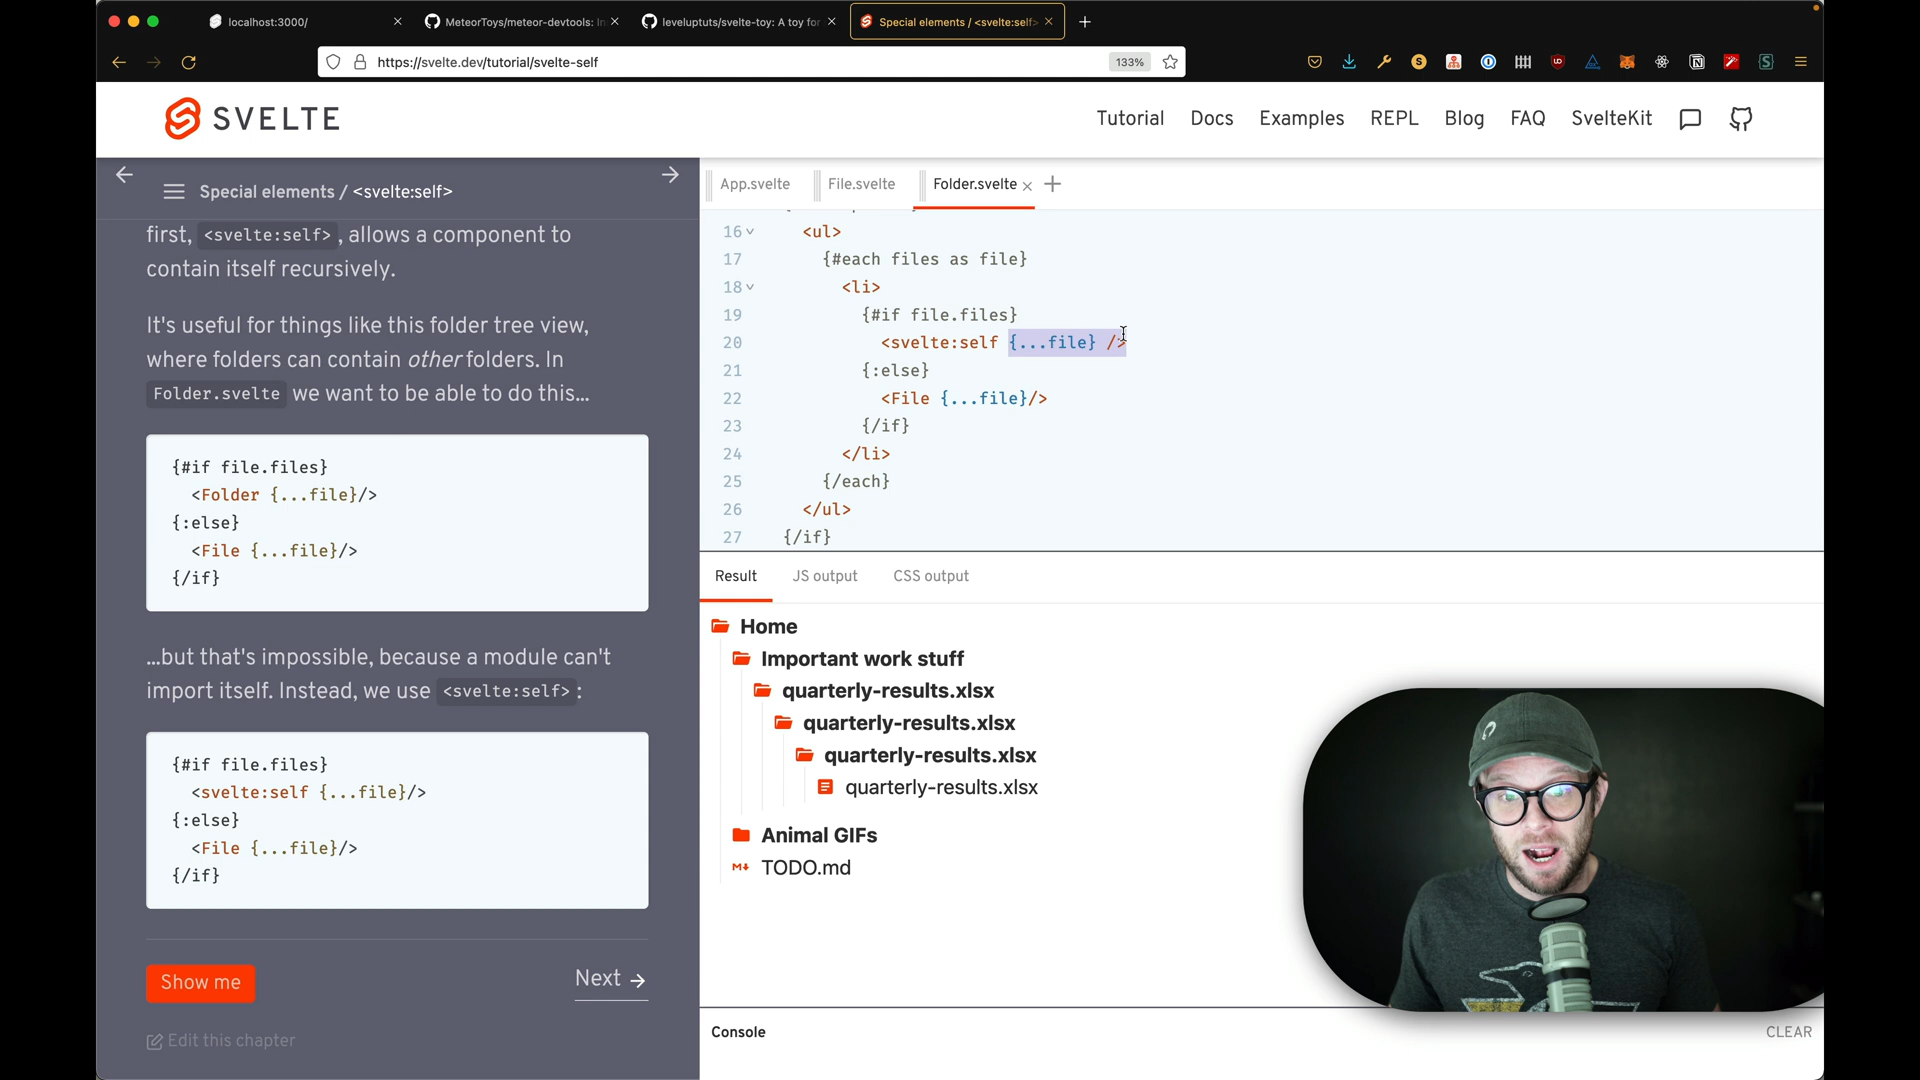 localhost:3000/
MeteorToys/meteor-devtools: In
leveluptuts/svelte-toy: A toy for
Special elements / <svelte:self>
https://svelte.dev/tutorial/svelte-self
133%
SVELTE
Tutorial
Docs
Examples
REPL
Blog
FAQ
SvelteKit
Special elements / <svelte:self>
first, <svelte:self>, allows a component to
contain itself recursively.
It's useful for things like this folder tree view,
where folders can contain other folders. In
Folder.svelte we want to be able to do this...
{#if file.files}
<Folder {...file}/>
{:else}
<File {...file}/>
{/if}
...but that's impossible, because a module can't
import itself. Instead, we use <svelte:self>:
{#if file.files}
<svelte:self {...file}/>
{:else}
<File {...file}/>
{/if}
Show me
Next
Edit this chapter
App.svelte
File.svelte
Folder.svelte
16 <ul>
17 {#each files as file}
18 <li>
19 {#if file.files}
20 <svelte:self {...file} />
21 {:else}
22 <File {...file}/>
23 {/if}
24 </li>
25 {/each}
26 </ul>
27 {/if}
Result
JS output
CSS output
Home
Important work stuff
quarterly-results.xlsx
quarterly-results.xlsx
quarterly-results.xlsx
quarterly-results.xlsx
Animal GIFs
TODO.md
Console
CLEAR